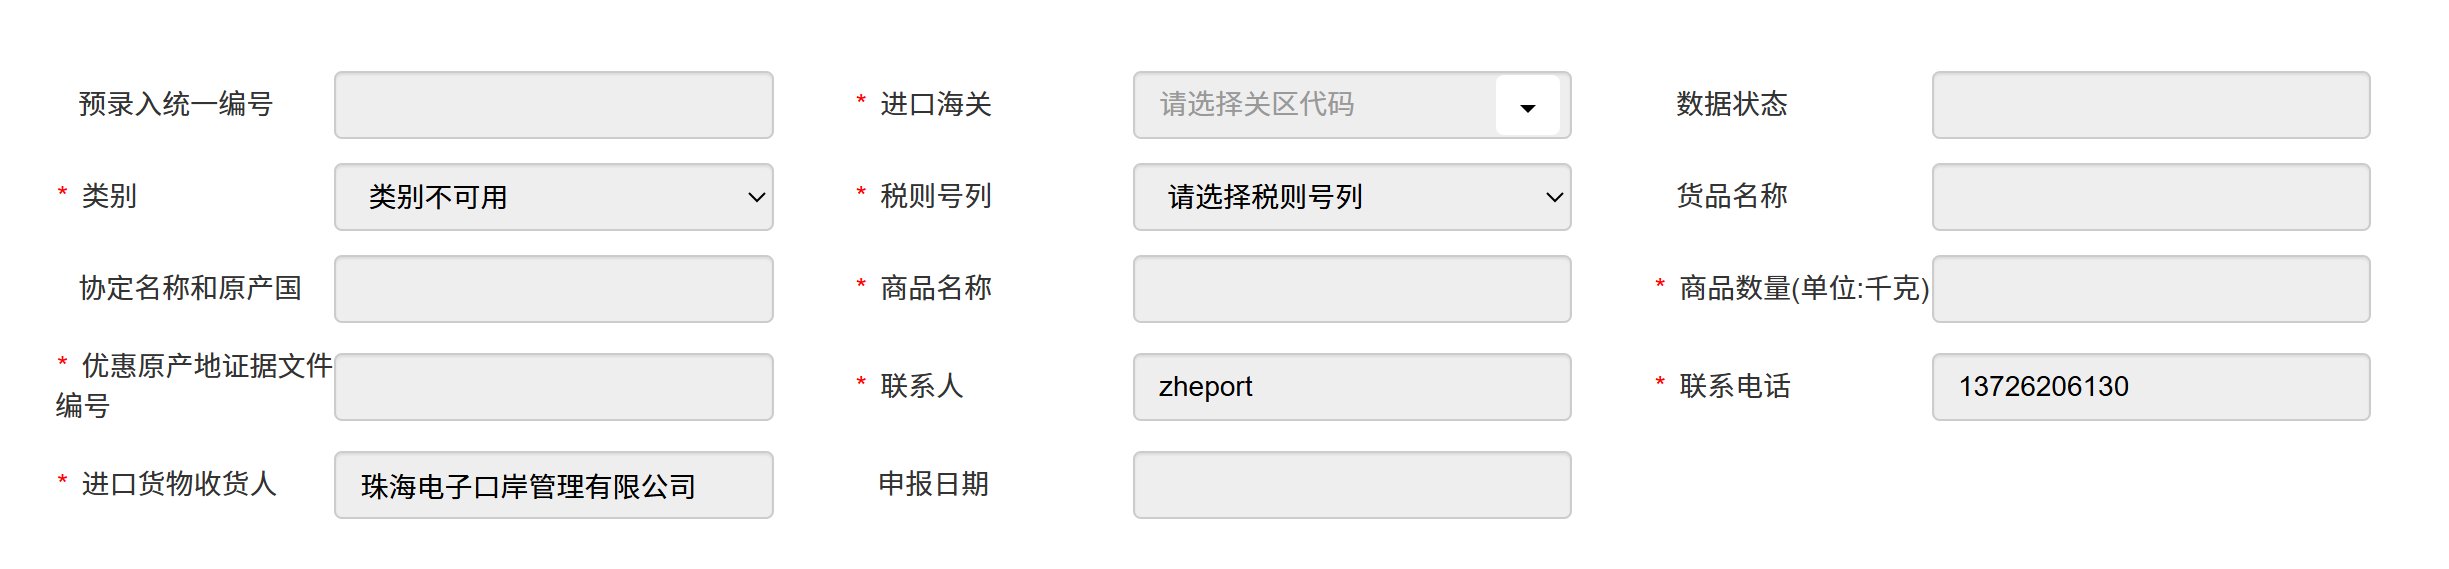 预录入统一编号
* 进口海关 请选择关区代码
数据状态
* 类别 类别不可用
* 税则号列 请选择税则号列
货品名称
协定名称和原产国
* 商品名称
* 商品数量(单位:千克)
* 优惠原产地证据文件
编号
* 联系人 zheport
* 联系电话 13726206130
* 进口货物收货人 珠海电子口岸管理有限公司
申报日期